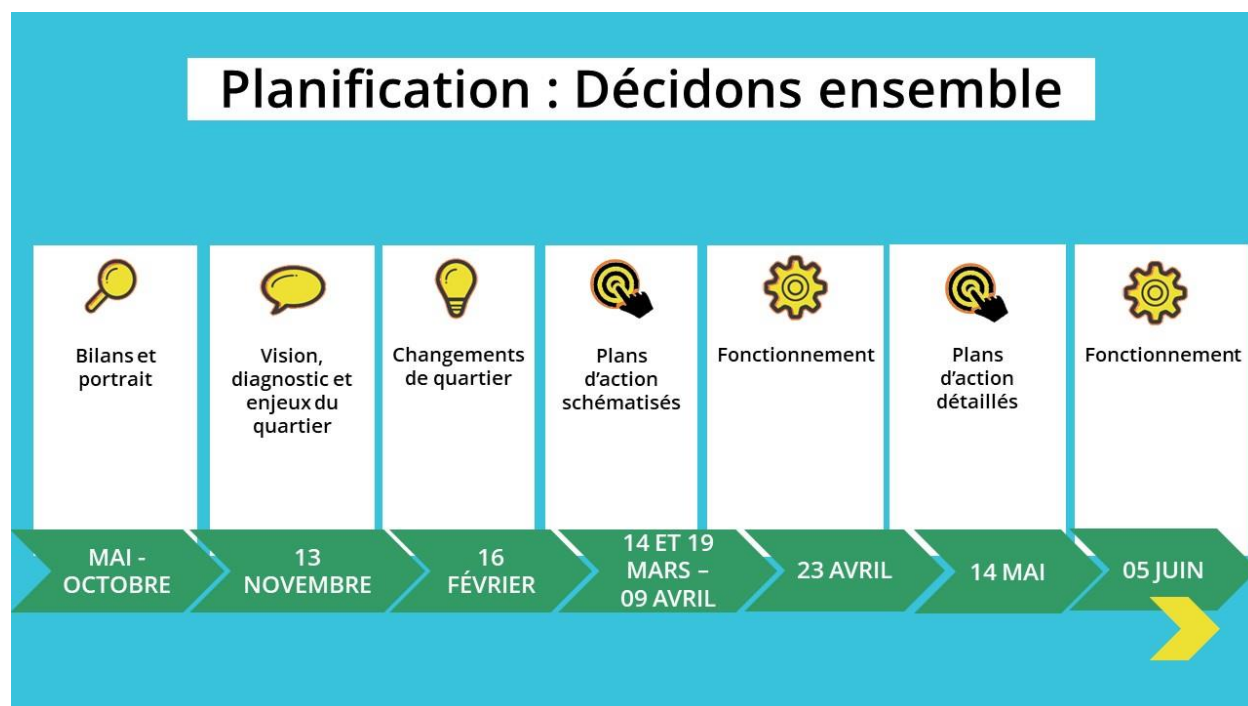 Planification : Décidons ensemble
Bilans et
portrait
Vision,
diagnostic et
enjeux du
quartier
Changements
de quartier
Plans
d'action
schématisés
Fonctionnement
Plans
d'action
détaillés
Fonctionnement
MAI -
OCTOBRE
13
NOVEMBRE
16
FÉVRIER
14 ET 19
MARS –
09 AVRIL
23 AVRIL
14 MAI
05 JUIN